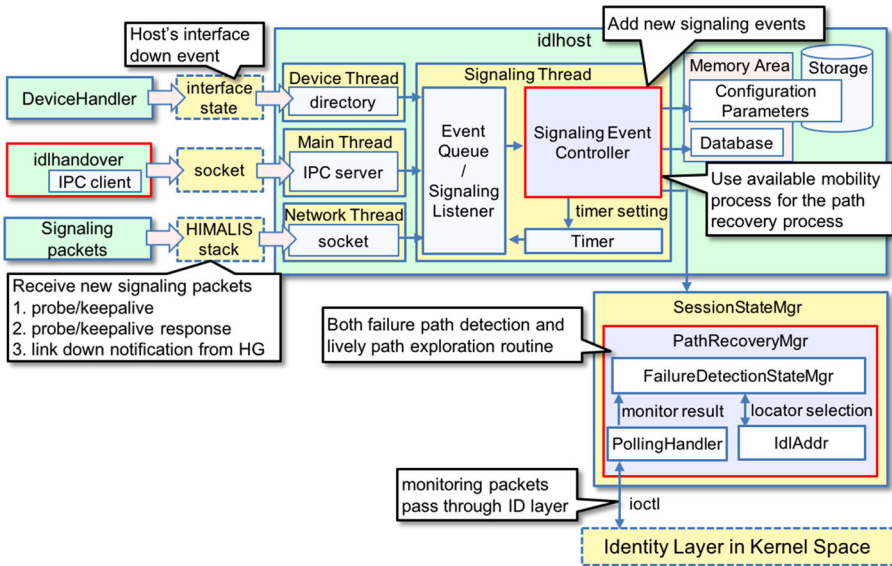 Host's interface
down event
Add new signaling events
idlhost
DeviceHandler
interface
state
Device Thread
directory
Signaling Thread
Memory Area
Storage
Configuration
Parameters
Database
idlhandover
IPC client
socket
Main Thread
IPC server
Event
Queue
/
Signaling
Listener
Signaling Event
Controller
Signaling
packets
HIMALIS
stack
Network Thread
socket
timer setting
Timer
Use available mobility
process for the path
recovery process
Receive new signaling packets
1. probe/keepalive
2. probe/keepalive response
3. link down notification from HG
Both failure path detection and
lively path exploration routine
SessionStateMgr
PathRecoveryMgr
FailureDetectionStateMgr
monitor result
locator selection
PollingHandler
IdlAddr
monitoring packets
pass through ID layer
ioctl
Identity Layer in Kernel Space